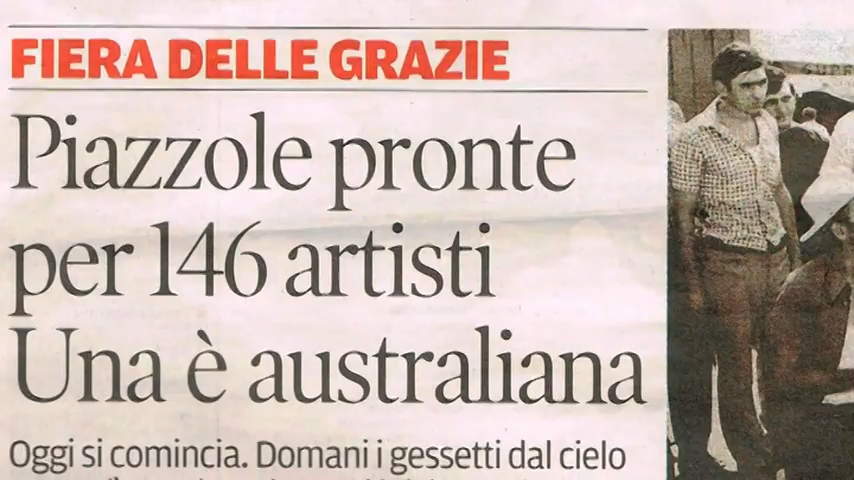 FIERA DELLE GRAZIE
Piazzole pronte
per 146 artisti
Una è australiana
Oggi si comincia. Domani i gessetti dal cielo